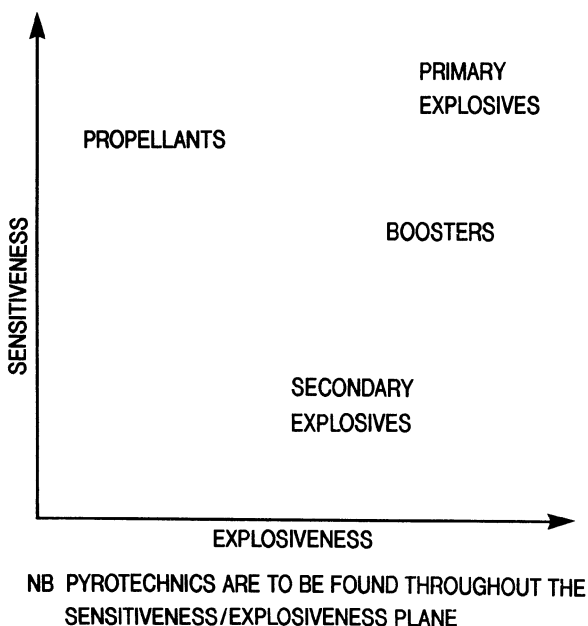 PRIMARY
EXPLOSIVES
PROPELLANTS
BOOSTERS
SENSITIVENESS
SECONDARY
EXPLOSIVES
EXPLOSIVENESS
NB PYROTECHNICS ARE TO BE FOUND THROUGHOUT THE
SENSITIVENESS/EXPLOSIVENESS PLANE